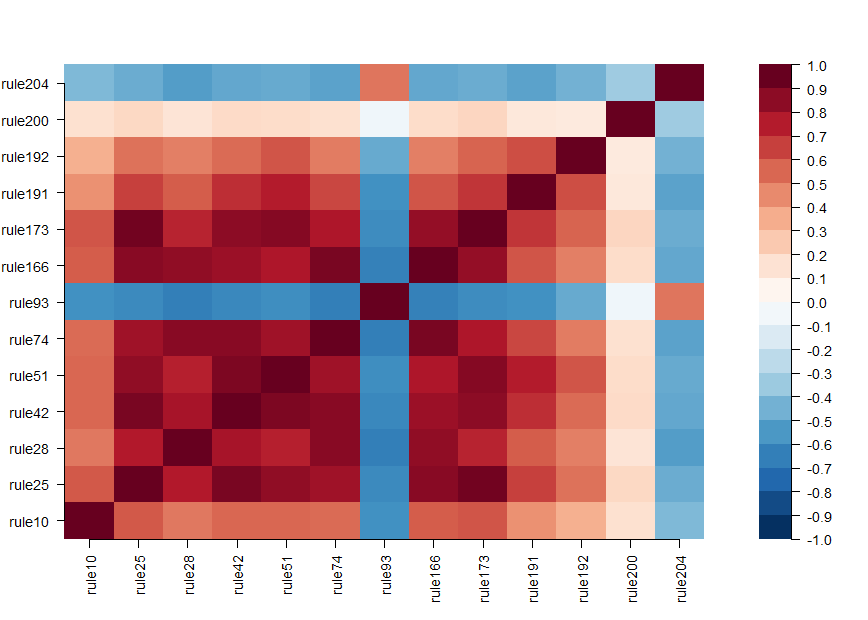 rule204
rule200
rule192
rule191
rule173
rule166
rule93
rule74
rule51
rule42
rule28
rule25
rule10
rule10
rule25
rule28
rule42
rule51
rule74
rule93
rule166
rule173
rule191
rule192
rule200
rule204
1.0
0.9
0.8
0.7
0.6
0.5
0.4
0.3
0.2
0.1
0.0
-0.1
-0.2
-0.3
-0.4
-0.5
-0.6
-0.7
-0.8
-0.9
-1.0